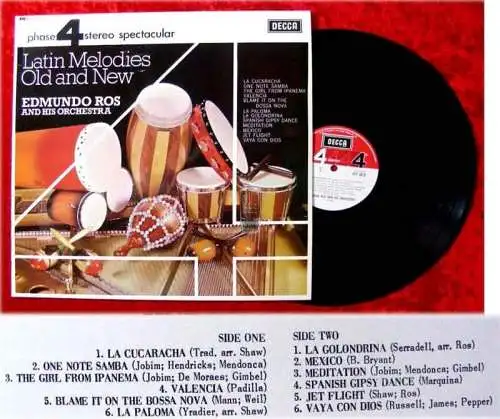 phase 4 stereo spectacular
DECCA
Latin Melodies
Old and New
EDMUNDO ROS
AND HIS ORCHESTRA
LA CUCARACHA
ONE NOTE SAMBA
THE GIRL FROM IPANEMA
VALENCIA
BLAME IT ON THE
BOSSA NOVA
LA PALOMA
LA GOLONDRINA
SPANISH GIPSY DANCE
MEDITATION
MEXICO
JET FLIGHT
VAYA CON DIOS
DECCA
4 4
SIDE ONE
1. LA CUCARACHA (Trad. arr. Shaw)
2. ONE NOTE SAMBA (Jobim; Hendricks; Mendonca)
3. THE GIRL FROM IPANEMA (Jobim; De Moraes; Gimbel)
4. VALENCIA (Padilla)
5. BLAME IT ON THE BOSSA NOVA (Mann; Weil)
6. LA PALOMA (Yradier, arr. Shaw)
SIDE TWO
1. LA GOLONDRINA (Serradell, arr. Ros)
2. MEXICO (B. Bryant)
3. MEDITATION (Jobim; Mendonca; Gimbel)
4. SPANISH GIPSY DANCE (Marquina)
5. JET FLIGHT (Shaw; Ros)
6. VAYA CON DIOS (Russell; James; Pepper)